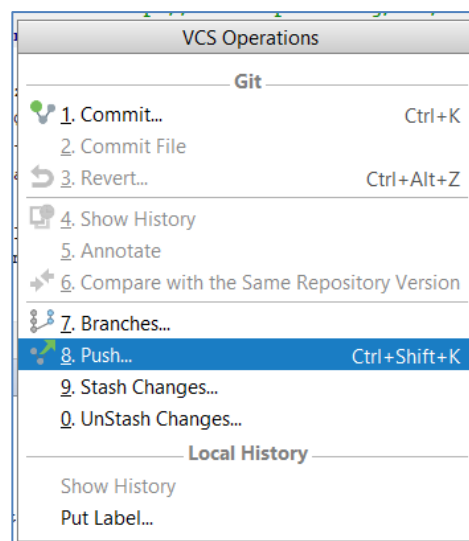 VCS Operations
Git
1. Commit... Ctrl+K
2. Commit File
3. Revert... Ctrl+Alt+Z
4. Show History
5. Annotate
6. Compare with the Same Repository Version
7. Branches...
8. Push... Ctrl+Shift+K
9. Stash Changes...
0. UnStash Changes...
Local History
Show History
Put Label...